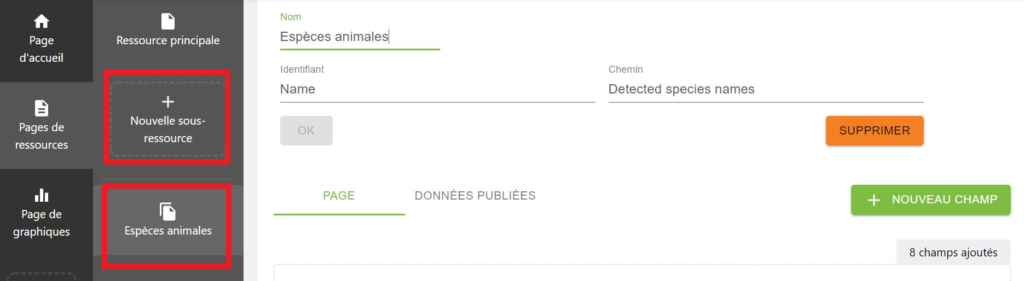 Page
d'accueil
Pages de
ressources
Page de
graphiques
Ressource principale
Nouvelle sous-
ressource
Espèces animales
Nom
Espèces animales
Identifiant
Name
Chemin
Detected species names
OK
SUPPRIMER
PAGE
DONNÉES PUBLIÉES
NOUVEAU CHAMP
8 champs ajoutés